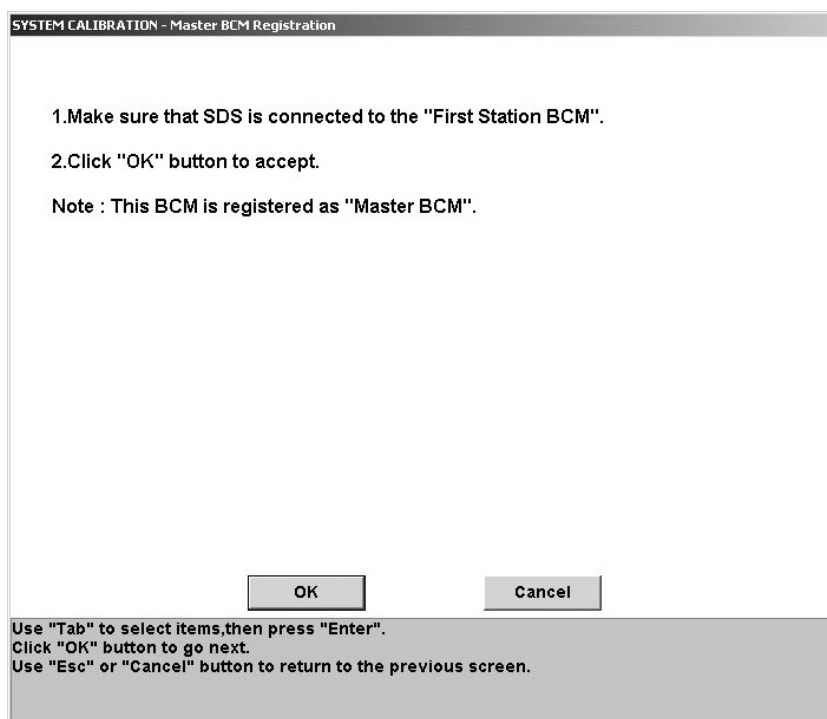 SYSTEM CALIBRATION - Master BCM Registration
1.Make sure that SDS is connected to the "First Station BCM".
2.Click "OK" button to accept.
Note : This BCM is registered as "Master BCM".
OK
Cancel
Use "Tab" to select items,then press "Enter".
Click "OK" button to go next.
Use "Esc" or "Cancel" button to return to the previous screen.